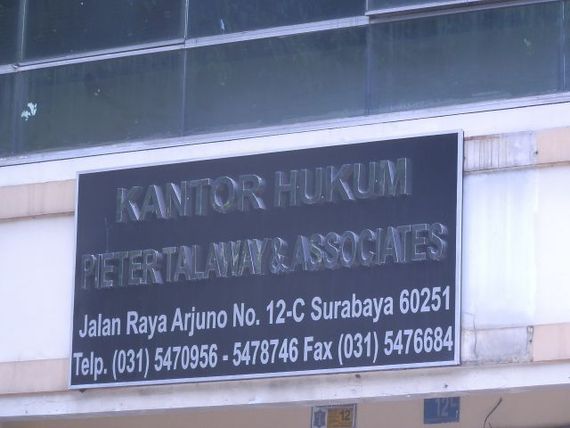 KANTOR HUKUM
PIETER TALAWAY & ASSOCIATES
Jalan Raya Arjuno No. 12-C Surabaya 60251
Telp. (031) 5470956 - 5478746 Fax (031) 5476684
12